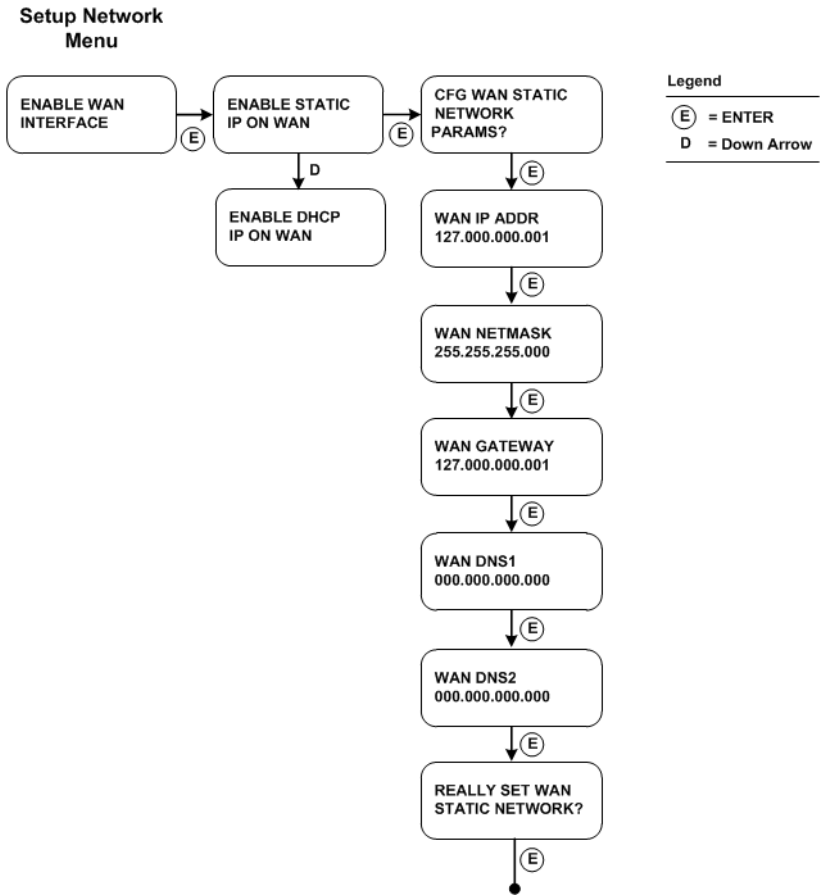 Setup Network
Menu
ENABLE WAN
INTERFACE
E
ENABLE STATIC
IP ON WAN
E
CFG WAN STATIC
NETWORK
PARAMS?
Legend
E = ENTER
D = Down Arrow
D
ENABLE DHCP
IP ON WAN
E
WAN IP ADDR
127.000.000.001
E
WAN NETMASK
255.255.255.000
E
WAN GATEWAY
127.000.000.001
E
WAN DNS1
000.000.000.000
E
WAN DNS2
000.000.000.000
E
REALLY SET WAN
STATIC NETWORK?
E